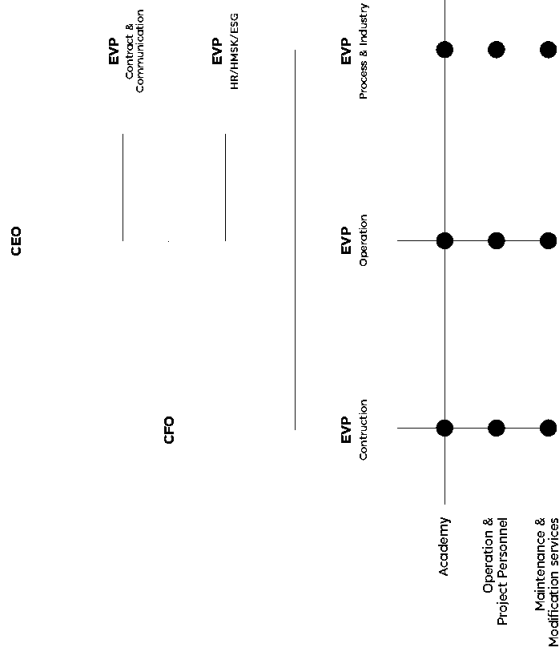 CEO
EVP
Contract &
Communication
CFO
EVP
HR/HMSK/ESG
EVP
Contruction
EVP
Operation
EVP
Process & Industry
Academy
Operation &
Project Personnel
Maintenance &
Modification services